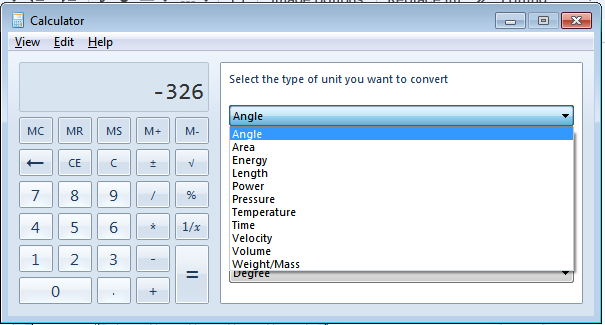 Calculator
View Edit Help
-326
MC MR MS M+ M-
← CE C ± √
7 8 9 / %
4 5 6 * 1/x
1 2 3 - =
0 . +
Select the type of unit you want to convert
Angle
Angle
Area
Energy
Length
Power
Pressure
Temperature
Time
Velocity
Volume
Weight/Mass
Degree